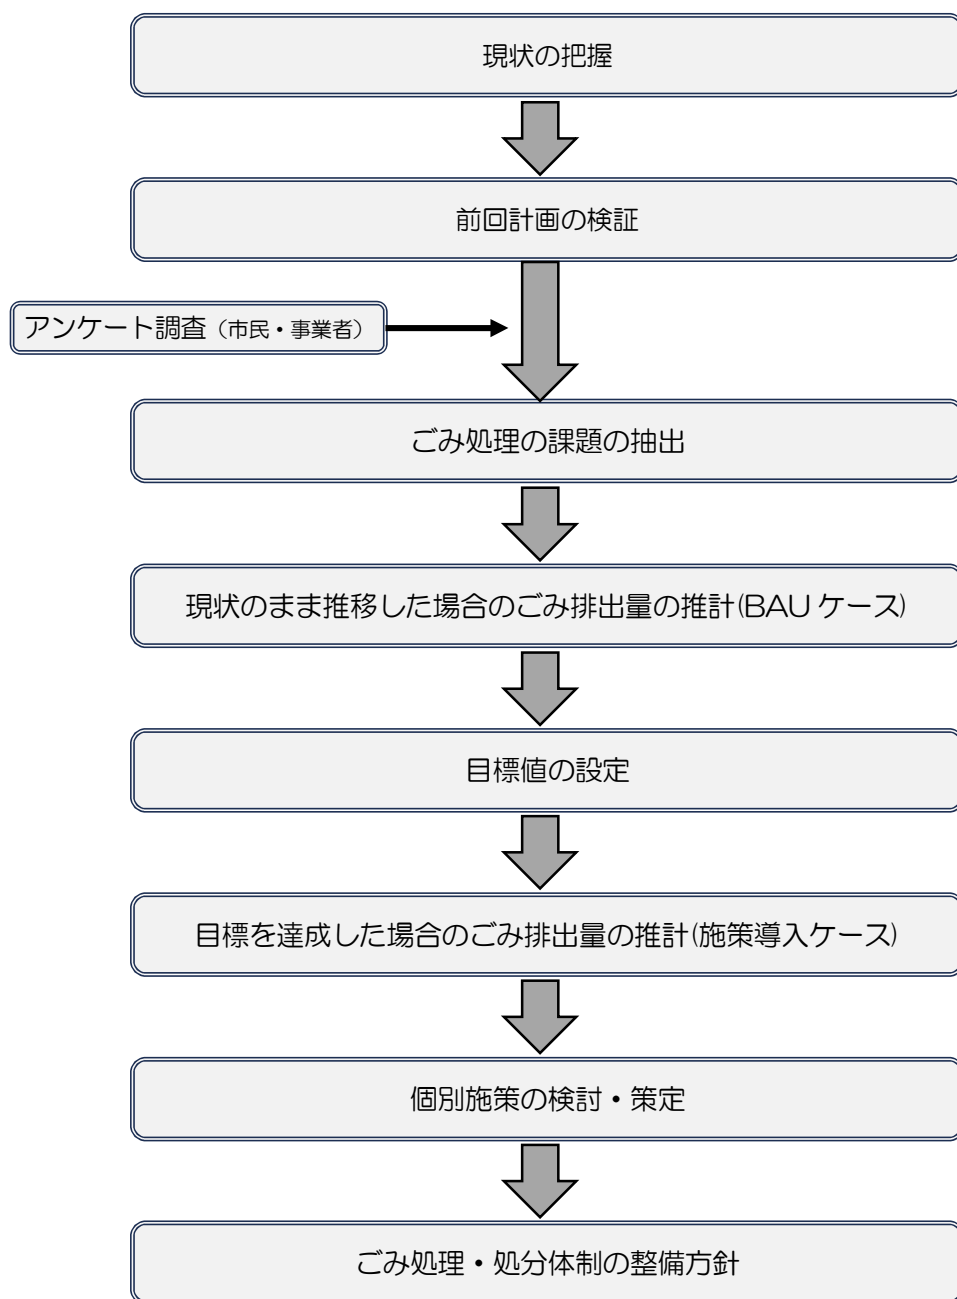 現状の把握
前回計画の検証
アンケート調査（市民・事業者）
ごみ処理の課題の抽出
現状のまま推移した場合のごみ排出量の推計(BAUケース)
目標値の設定
目標を達成した場合のごみ排出量の推計(施策導入ケース)
個別施策の検討・策定
ごみ処理・処分体制の整備方針